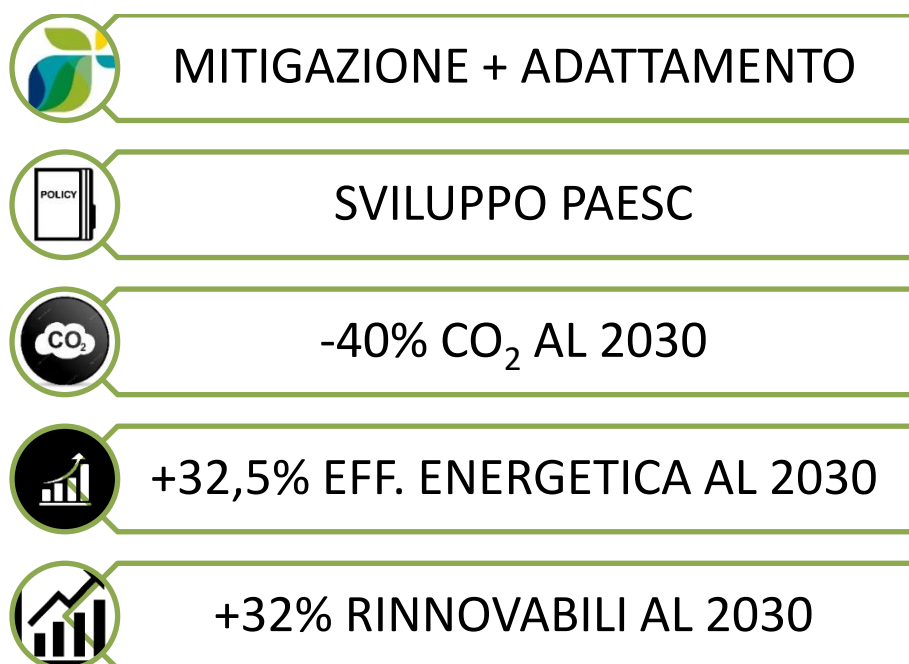 MITIGAZIONE + ADATTAMENTO
POLICY
SVILUPPO PAESC
CO₂
-40% CO₂ AL 2030
+32,5% EFF. ENERGETICA AL 2030
+32% RINNOVABILI AL 2030